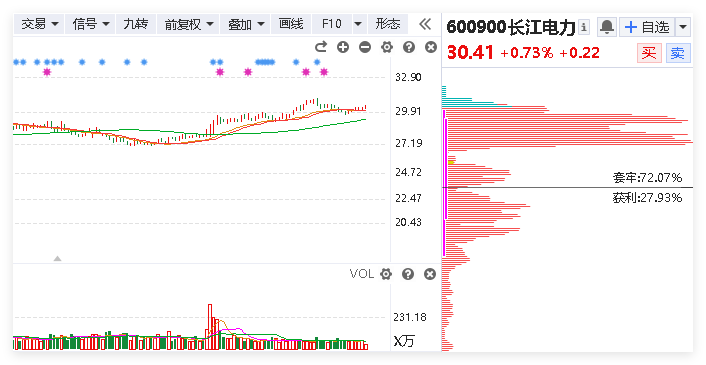 交易 信号 九转 前复权 叠加 画线 F10 形态
600900长江电力 自选
30.41 +0.73% +0.22 买 卖
32.90
29.91
27.19
24.72
22.47
20.43
套牢:72.07%
获利:27.93%
VOL
231.18
X万